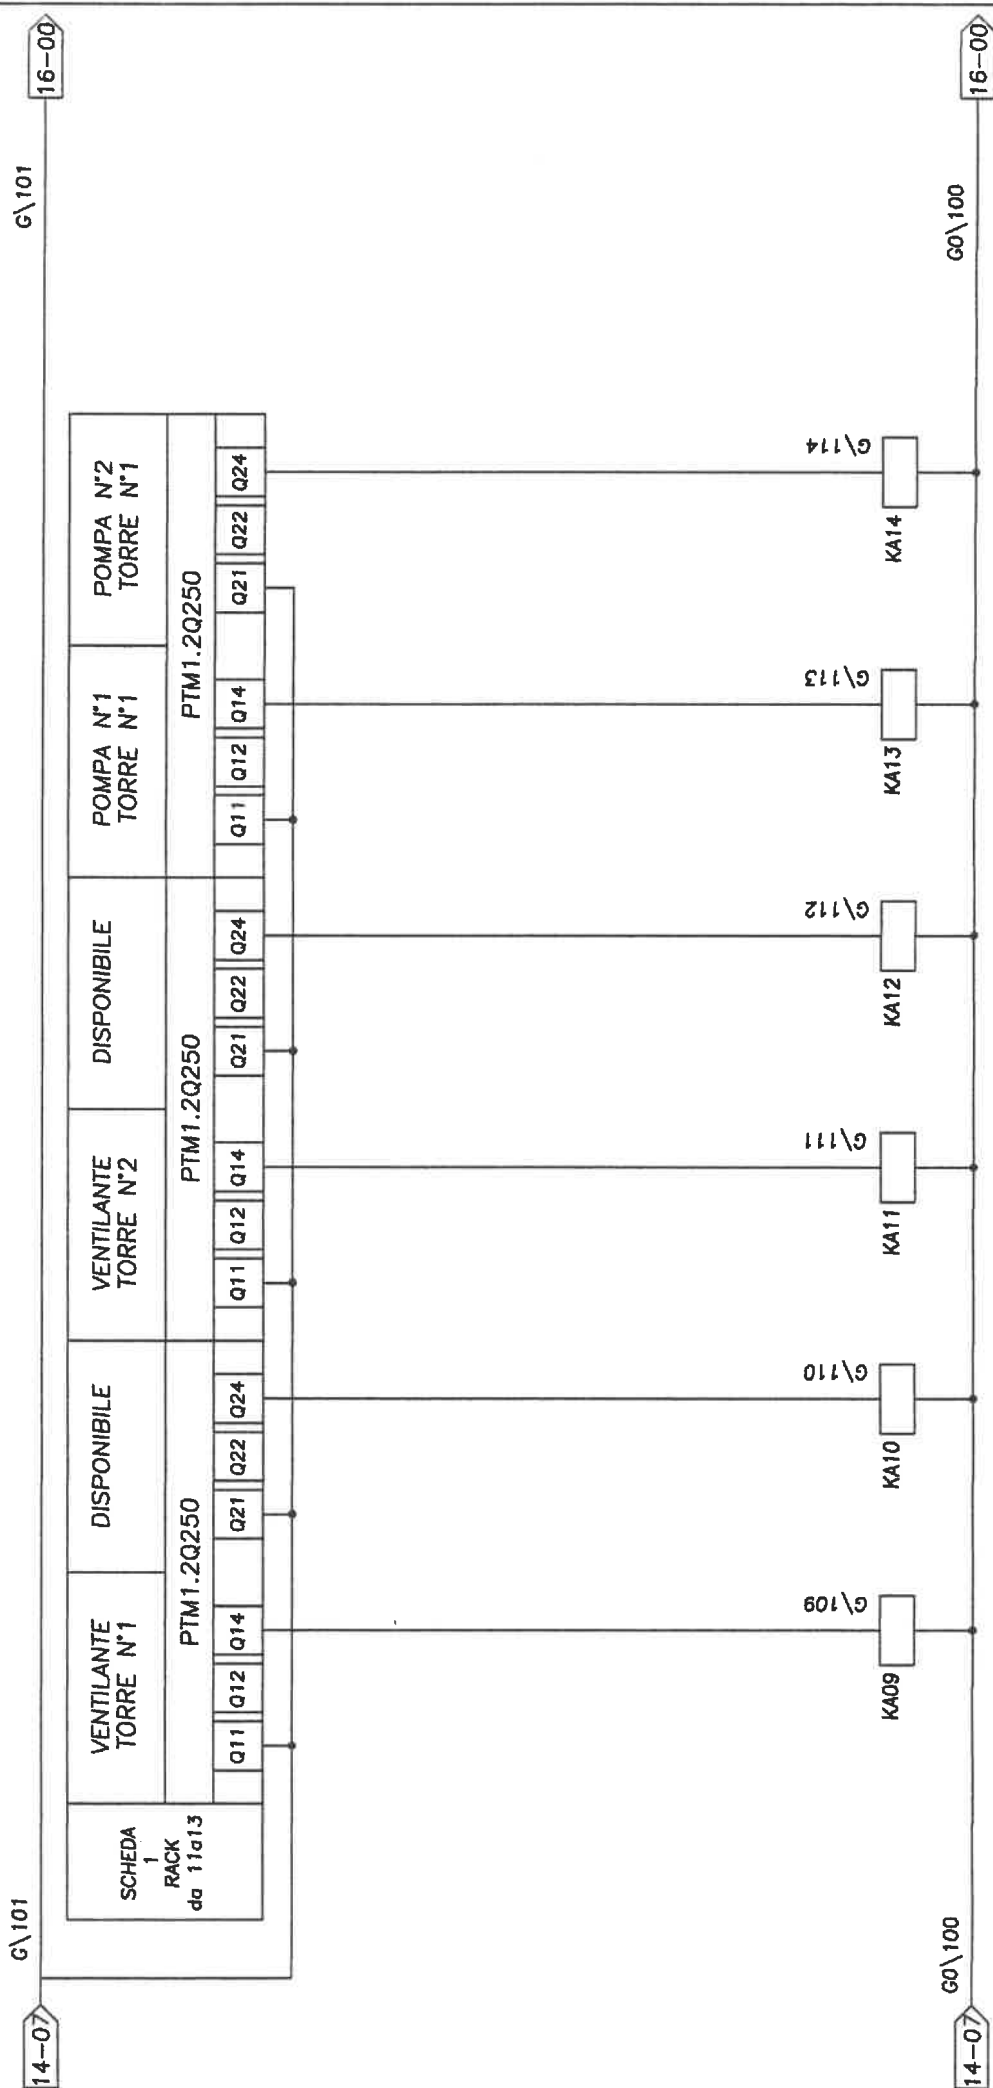 14-07
G\101
G\101
16-00
SCHEDA
1
RACK
da 11a13
VENTILANTE
TORRE N°1
DISPONIBILE
VENTILANTE
TORRE N°2
DISPONIBILE
POMPA N°1
TORRE N°1
POMPA N°2
TORRE N°1
PTM1.2Q250
PTM1.2Q250
PTM1.2Q250
Q11 Q12 Q14 Q21 Q22 Q24 Q11 Q12 Q14 Q21 Q22 Q24 Q11 Q12 Q14 Q21 Q22 Q24
G\109
G\110
G\111
G\112
G\113
G\114
KA09
KA10
KA11
KA12
KA13
KA14
14-07
G0\100
G0\100
16-00